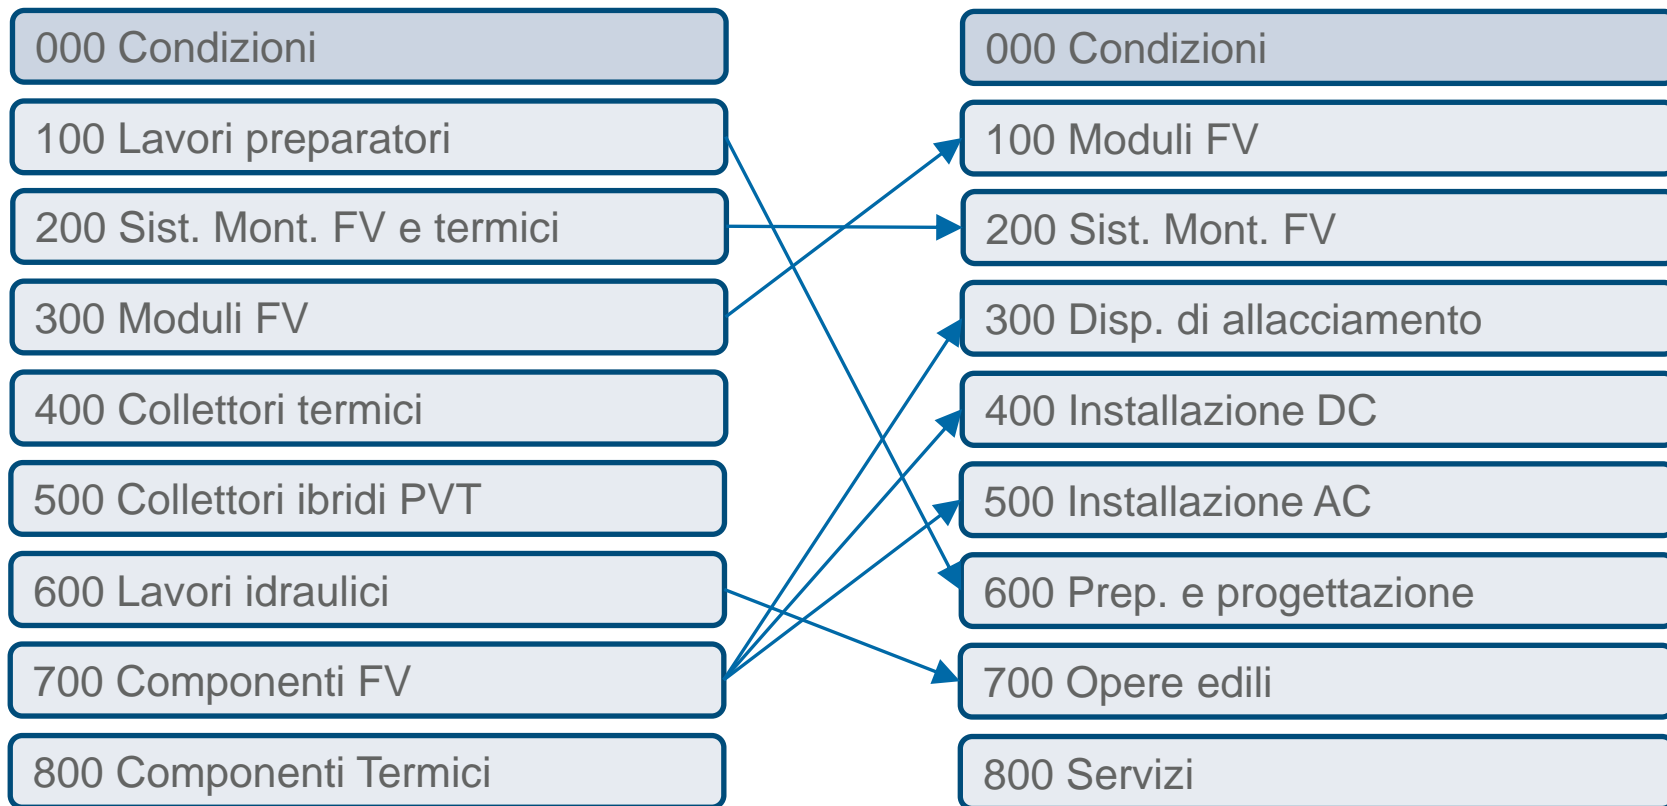 000 Condizioni
100 Lavori preparatori
200 Sist. Mont. FV e termici
300 Moduli FV
400 Collettori termici
500 Collettori ibridi PVT
600 Lavori idraulici
700 Componenti FV
800 Componenti Termici
000 Condizioni
100 Moduli FV
200 Sist. Mont. FV
300 Disp. di allacciamento
400 Installazione DC
500 Installazione AC
600 Prep. e progettazione
700 Opere edili
800 Servizi